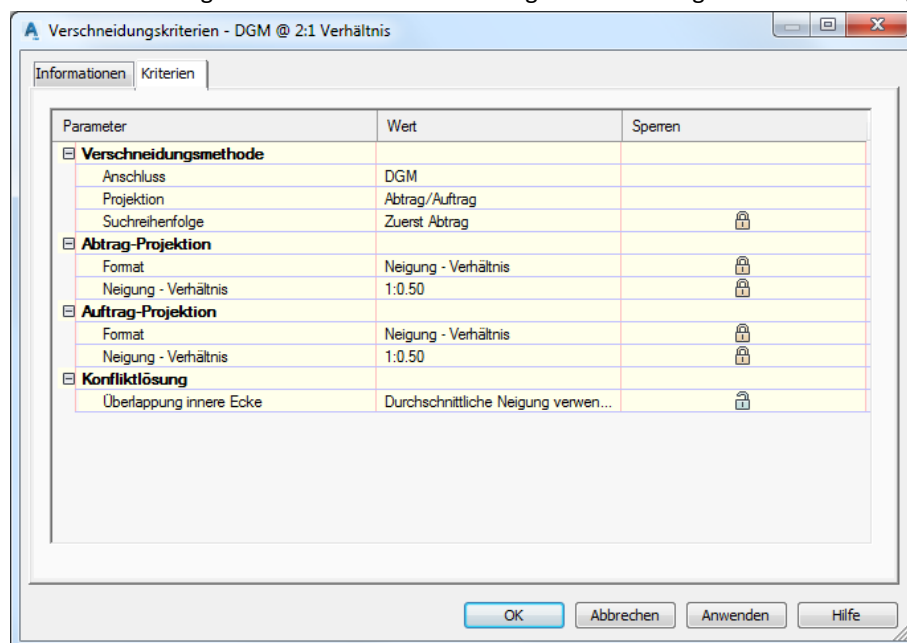 Verschneidungskriterien - DGM @ 2:1 Verhältnis
Informationen Kriterien
Parameter Wert Sperren
Verschneidungsmethode
Anschluss DGM
Projektion Abtrag/Auftrag
Suchreihenfolge Zuerst Abtrag
Abtrag-Projektion
Format Neigung - Verhältnis
Neigung - Verhältnis 1:0.50
Auftrag-Projektion
Format Neigung - Verhältnis
Neigung - Verhältnis 1:0.50
Konfliktlösung
Überlappung innere Ecke Durchschnittliche Neigung verwen...
OK Abbrechen Anwenden Hilfe